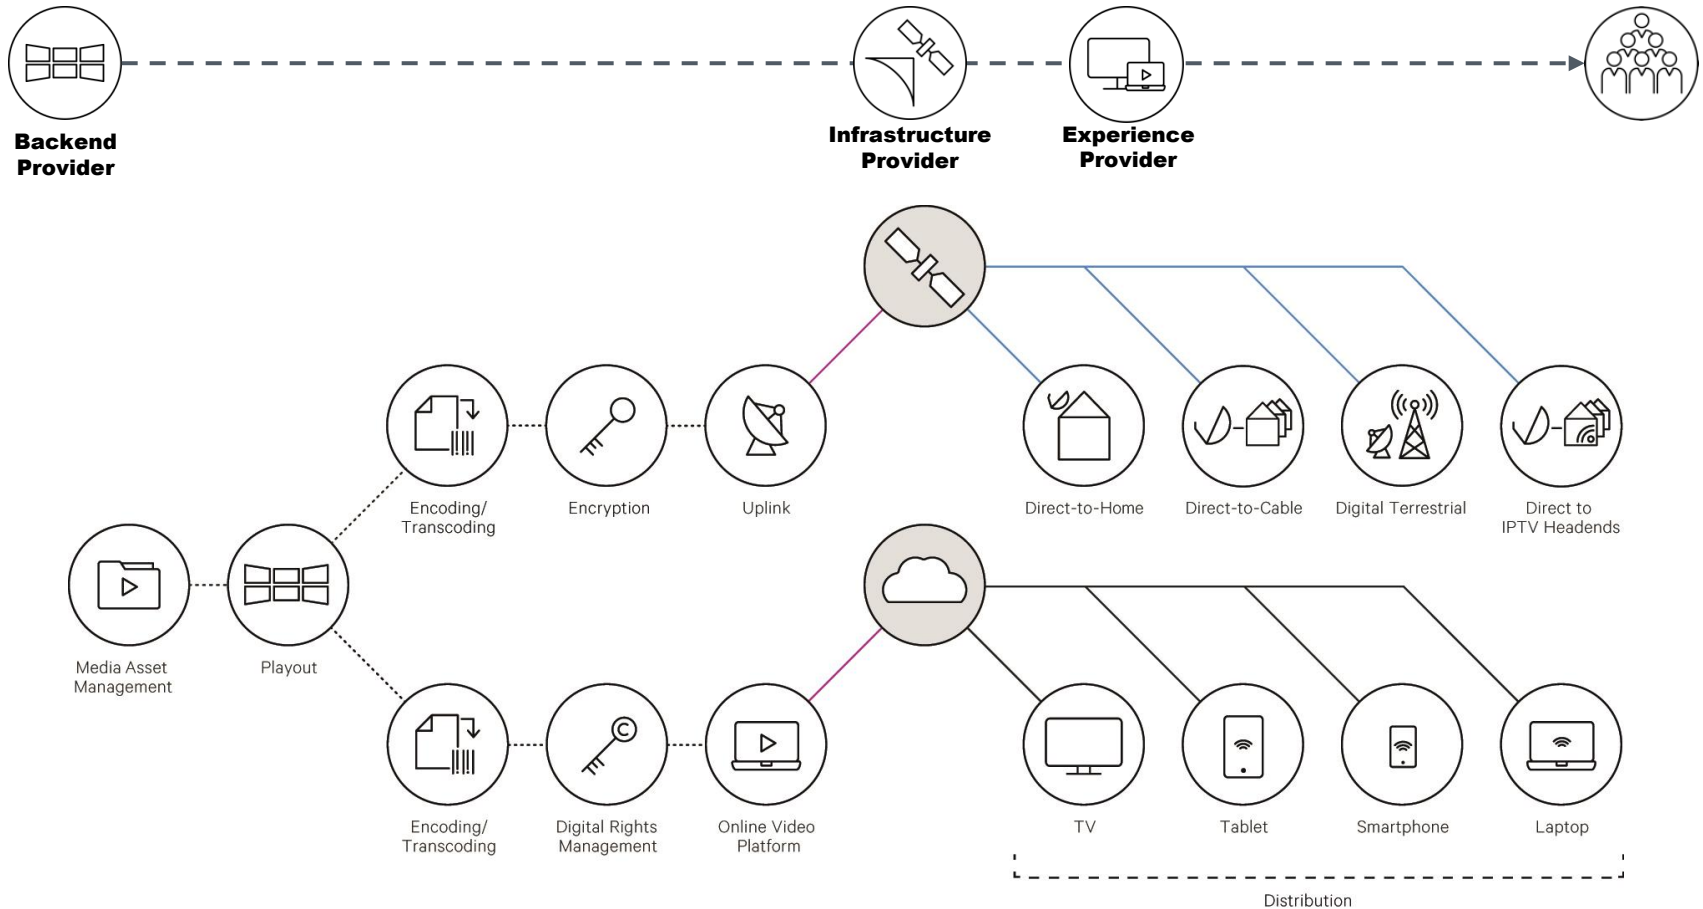 Backend
Provider
Infrastructure
Provider
Experience
Provider
Encoding/
Transcoding
Encryption
Uplink
Direct-to-Home
Direct-to-Cable
Digital Terrestrial
Direct to
IPTV Headends
Media Asset
Management
Playout
Encoding/
Transcoding
Digital Rights
Management
Online Video
Platform
TV
Tablet
Smartphone
Laptop
Distribution